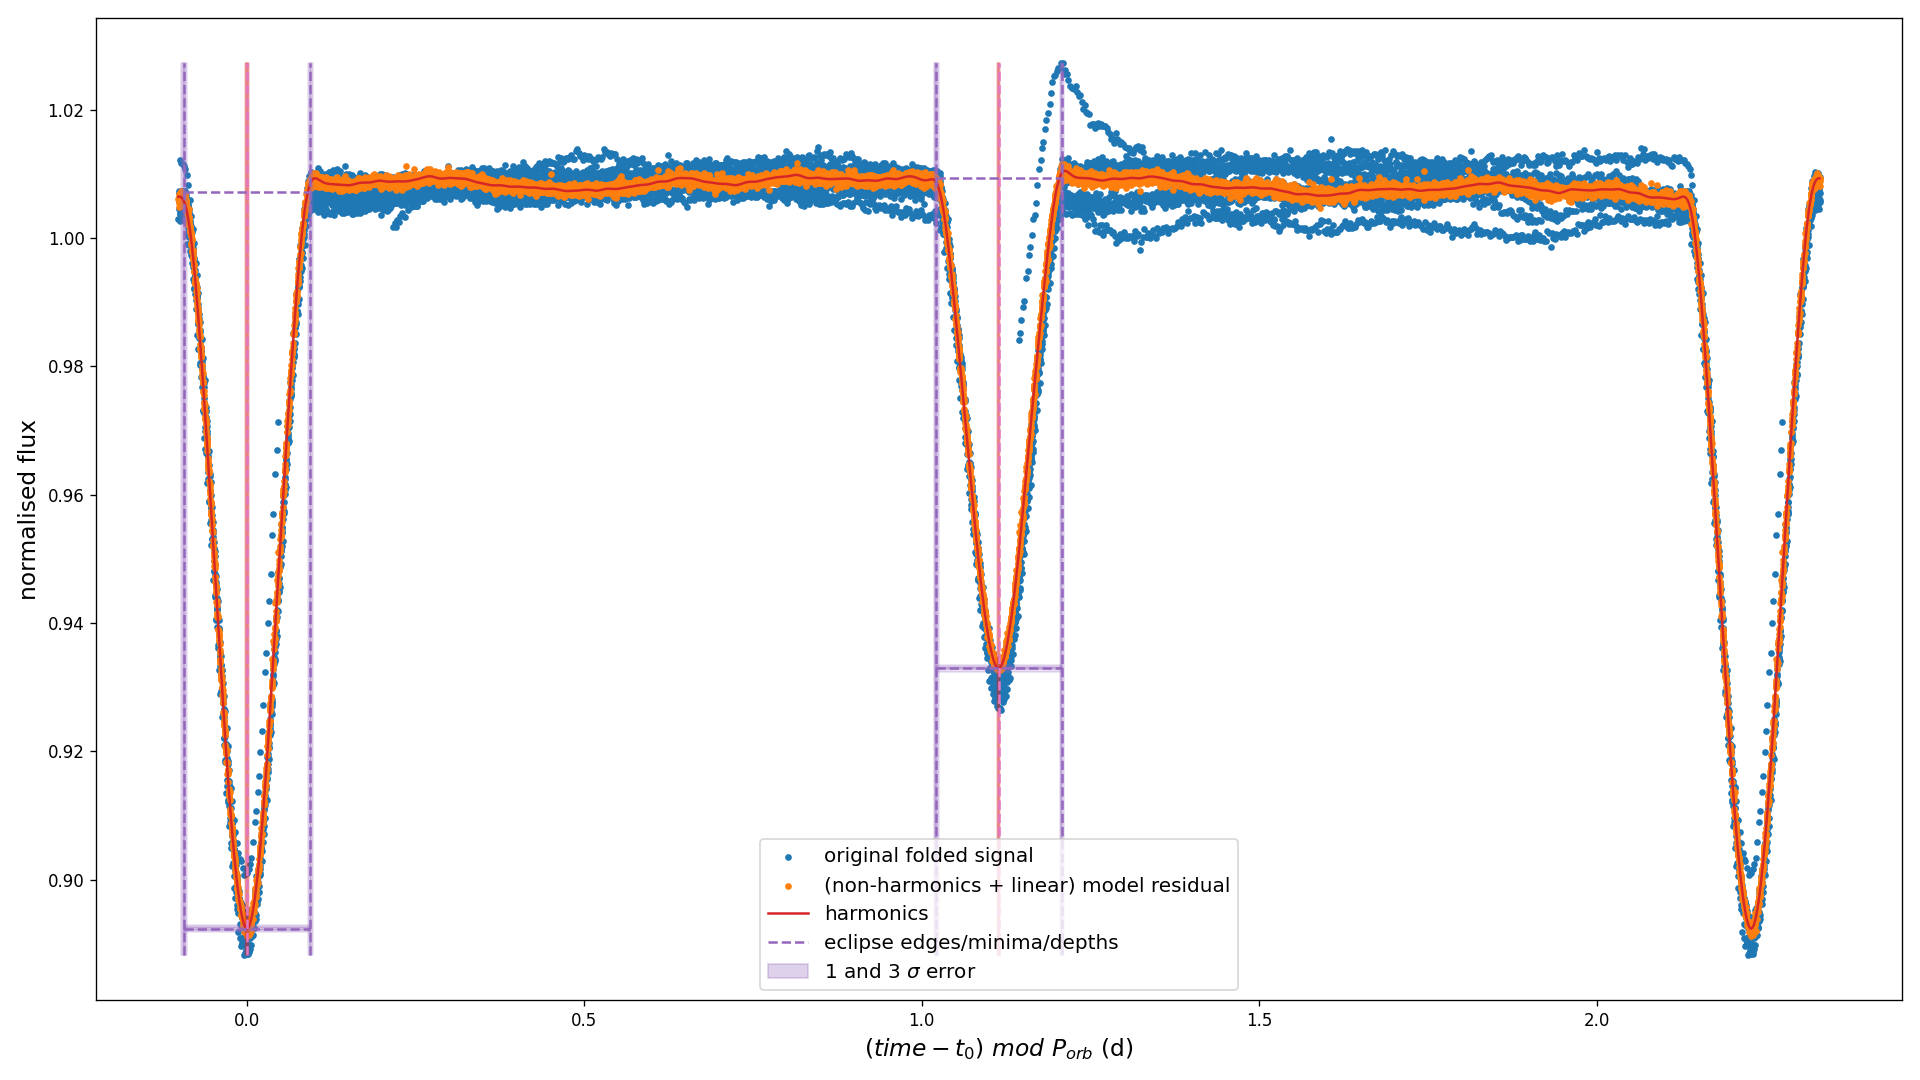 normalised flux
1.02
1.00
0.98
0.96
0.94
0.92
0.90
original folded signal
(non-harmonics + linear) model residual
harmonics
eclipse edges/minima/depths
1 and 3 σ error
0.0 0.5 1.0 1.5 2.0
(time − t₀) mod P_orb (d)